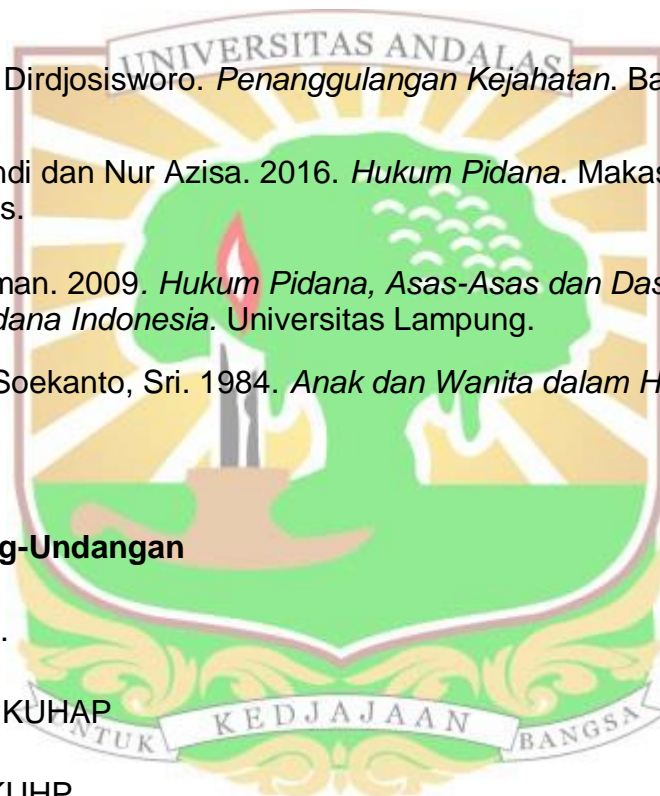 UNIVERSITAS ANDALAS
Dirdjosisworo. Penanggulangan Kejahatan. Ba
ndi dan Nur Azisa. 2016. Hukum Pidana. Makas
s.
man. 2009. Hukum Pidana, Asas-Asas dan Das
dana Indonesia. Universitas Lampung.
Soekanto, Sri. 1984. Anak dan Wanita dalam H
g-Undangan
.
KUHAP
UNTUK KEDJAJAAN BANGSA
KUHP